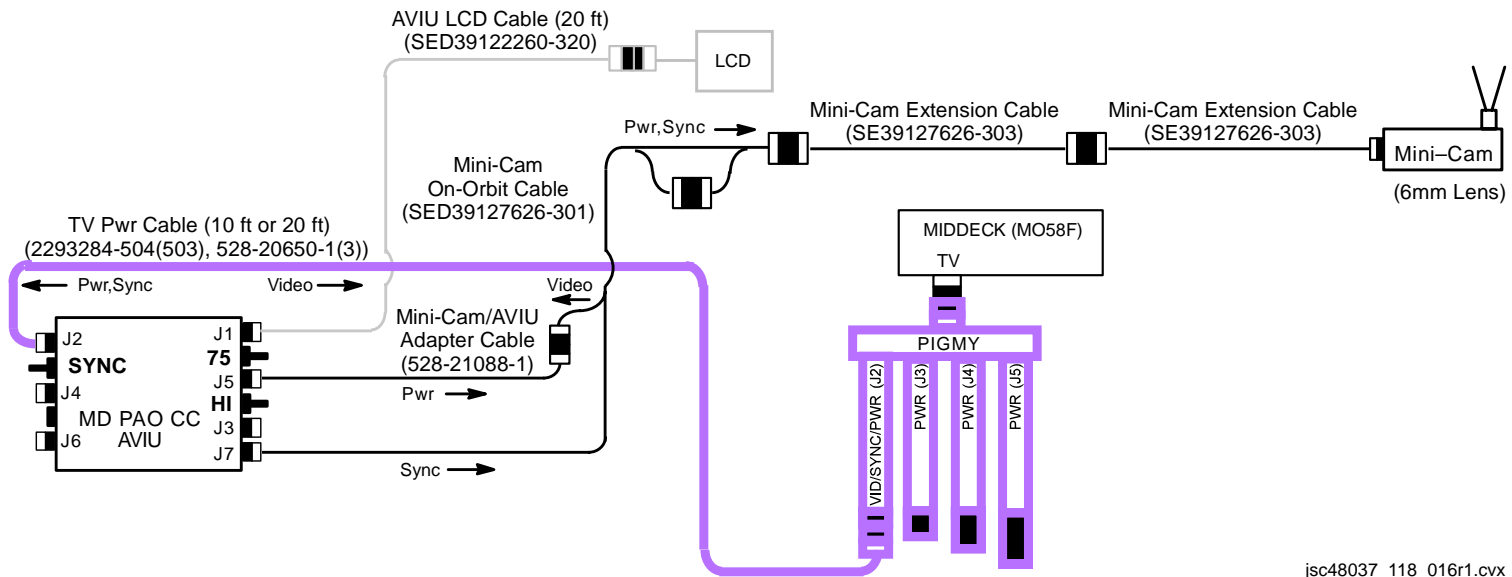 AVIU LCD Cable (20 ft)
(SED39122260-320)
LCD
Mini-Cam Extension Cable
(SE39127626-303)
Mini-Cam Extension Cable
(SE39127626-303)
Pwr,Sync
Mini–Cam
(6mm Lens)
Mini-Cam
On-Orbit Cable
(SED39127626-301)
TV Pwr Cable (10 ft or 20 ft)
(2293284-504(503), 528-20650-1(3))
MIDDECK (MO58F)
TV
Pwr,Sync
Video
Video
Mini-Cam/AVIU
Adapter Cable
(528-21088-1)
J2
SYNC
J4
J6
MD PAO CC
AVIU
J1
75
J5
HI
J3
J7
Pwr
Sync
PIGMY
VID/SYNC/PWR (J2)
PWR (J3)
PWR (J4)
PWR (J5)
jsc48037_118_016r1.cvx